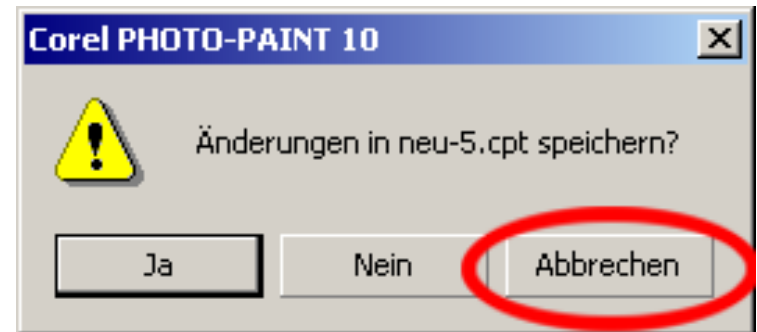 Corel PHOTO-PAINT 10
Änderungen in neu-5.cpt speichern?
Ja Nein Abbrechen